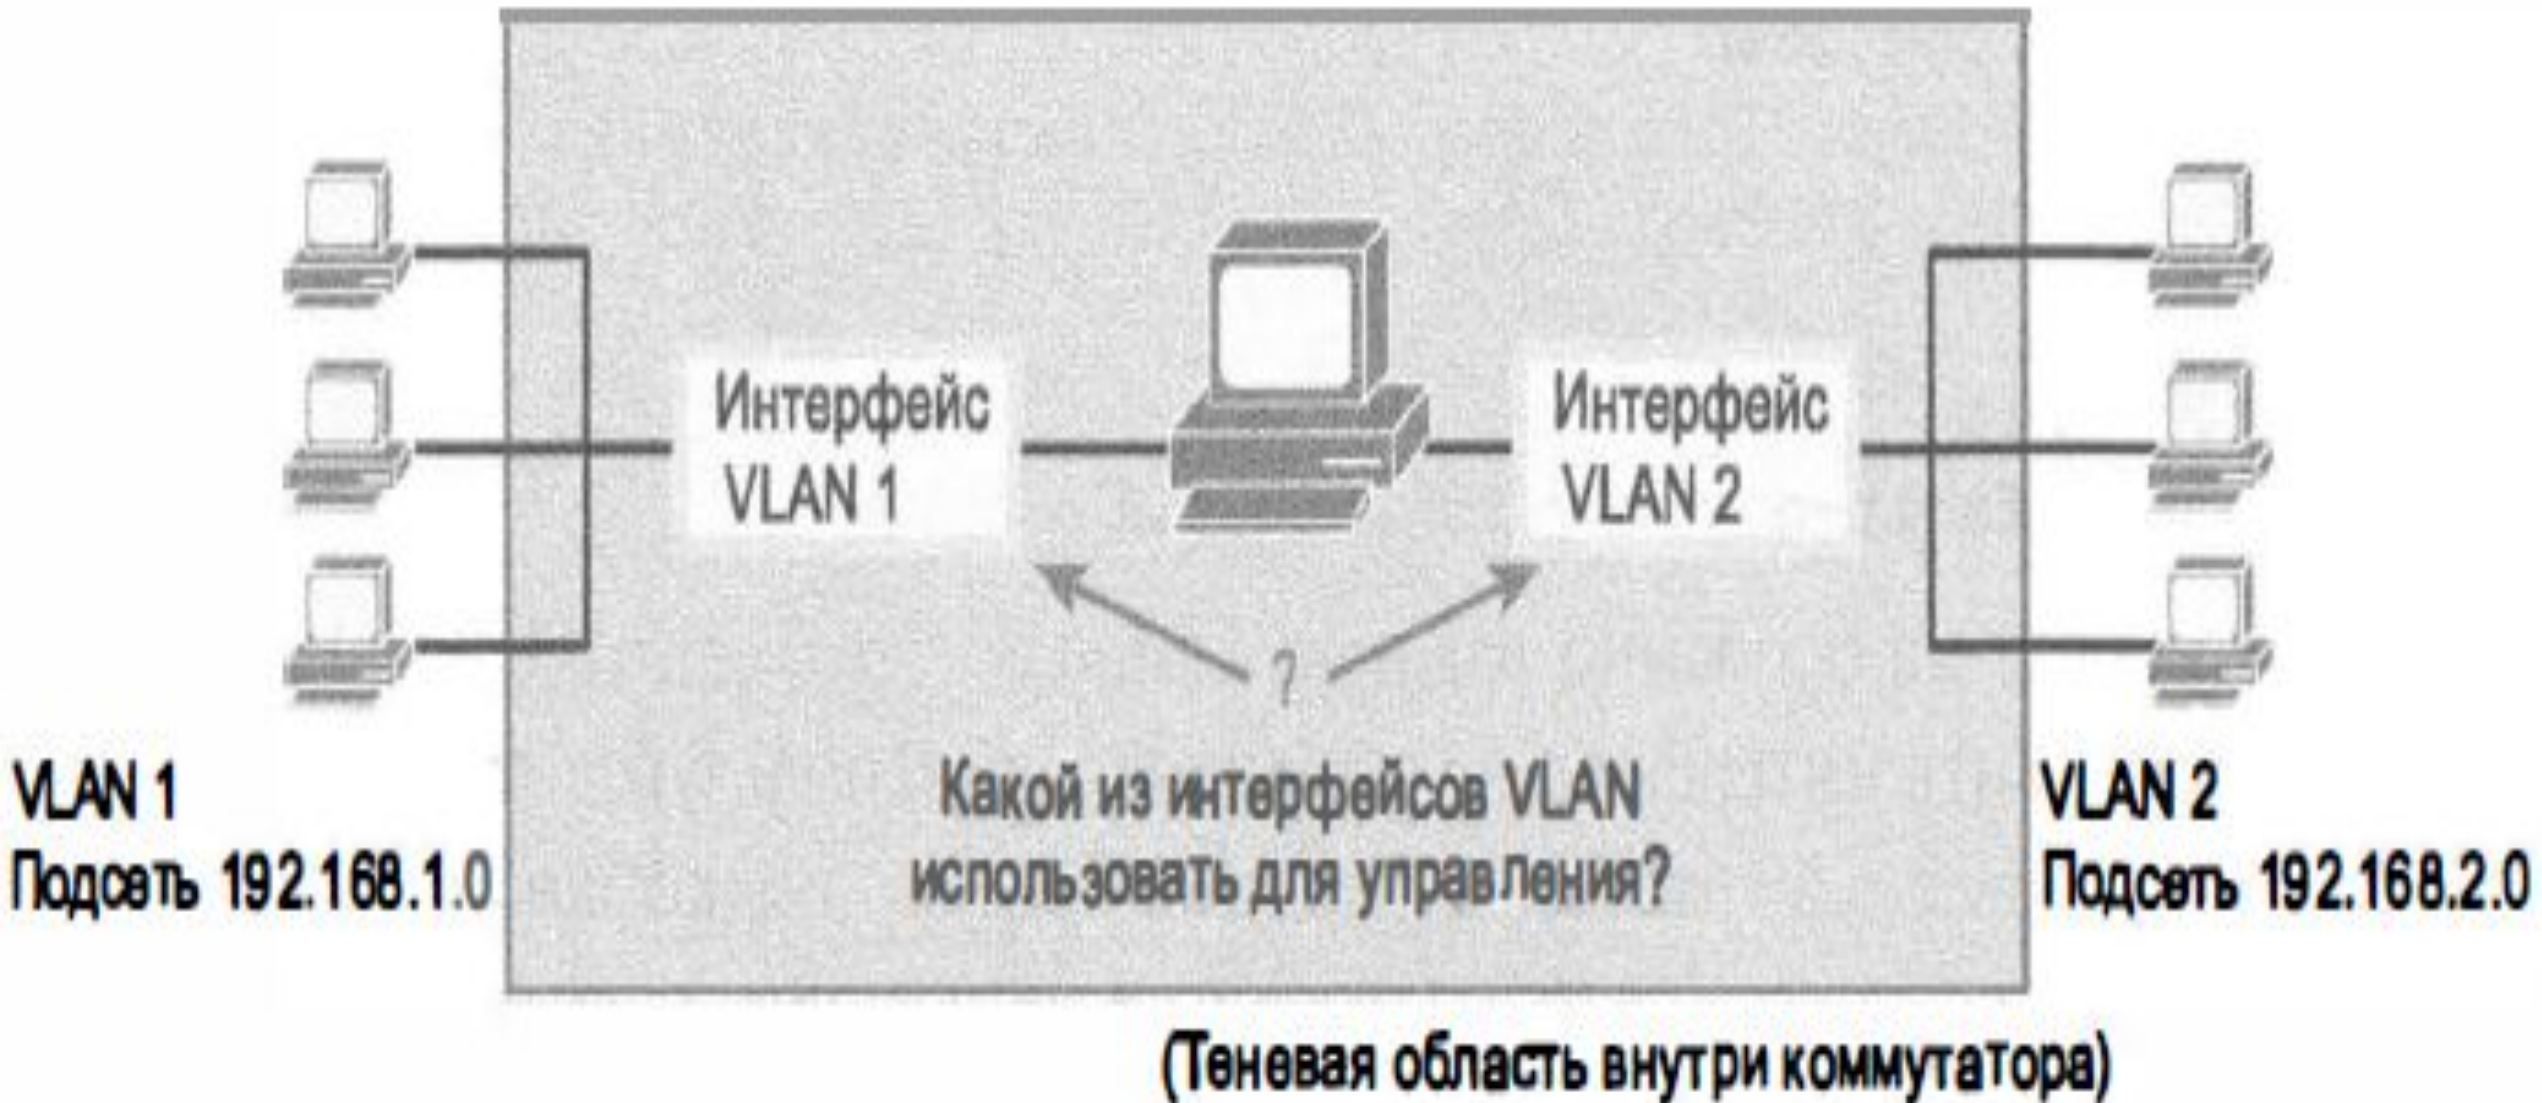 Интерфейс
VLAN 1
Интерфейс
VLAN 2
?
Какой из интерфейсов VLAN
использовать для управления?
VLAN 1
Подсеть 192.168.1.0
VLAN 2
Подсеть 192.168.2.0
(Теневая область внутри коммутатора)